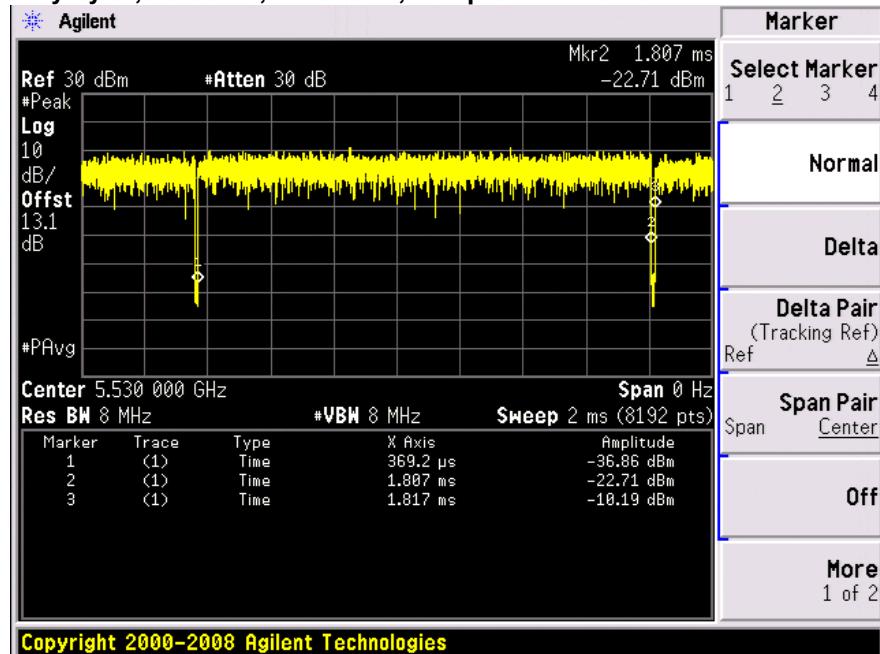 Agilent
Marker
Mkr2 1.807 ms
Ref 30 dBm #Atten 30 dB -22.71 dBm
#Peak
Log
10
dB/
Offst
13.1
dB
#PAvg
1
2
3
Center 5.530 000 GHz Span 0 Hz
Res BW 8 MHz #VBW 8 MHz Sweep 2 ms (8192 pts)
Marker Trace Type X Axis Amplitude
1 (1) Time 369.2 µs -36.86 dBm
2 (1) Time 1.807 ms -22.71 dBm
3 (1) Time 1.817 ms -10.19 dBm
Select Marker
1 2 3 4
Normal
Delta
Delta Pair
(Tracking Ref)
Ref Δ
Span Pair
Span Center
Off
More
1 of 2
Copyright 2000-2008 Agilent Technologies